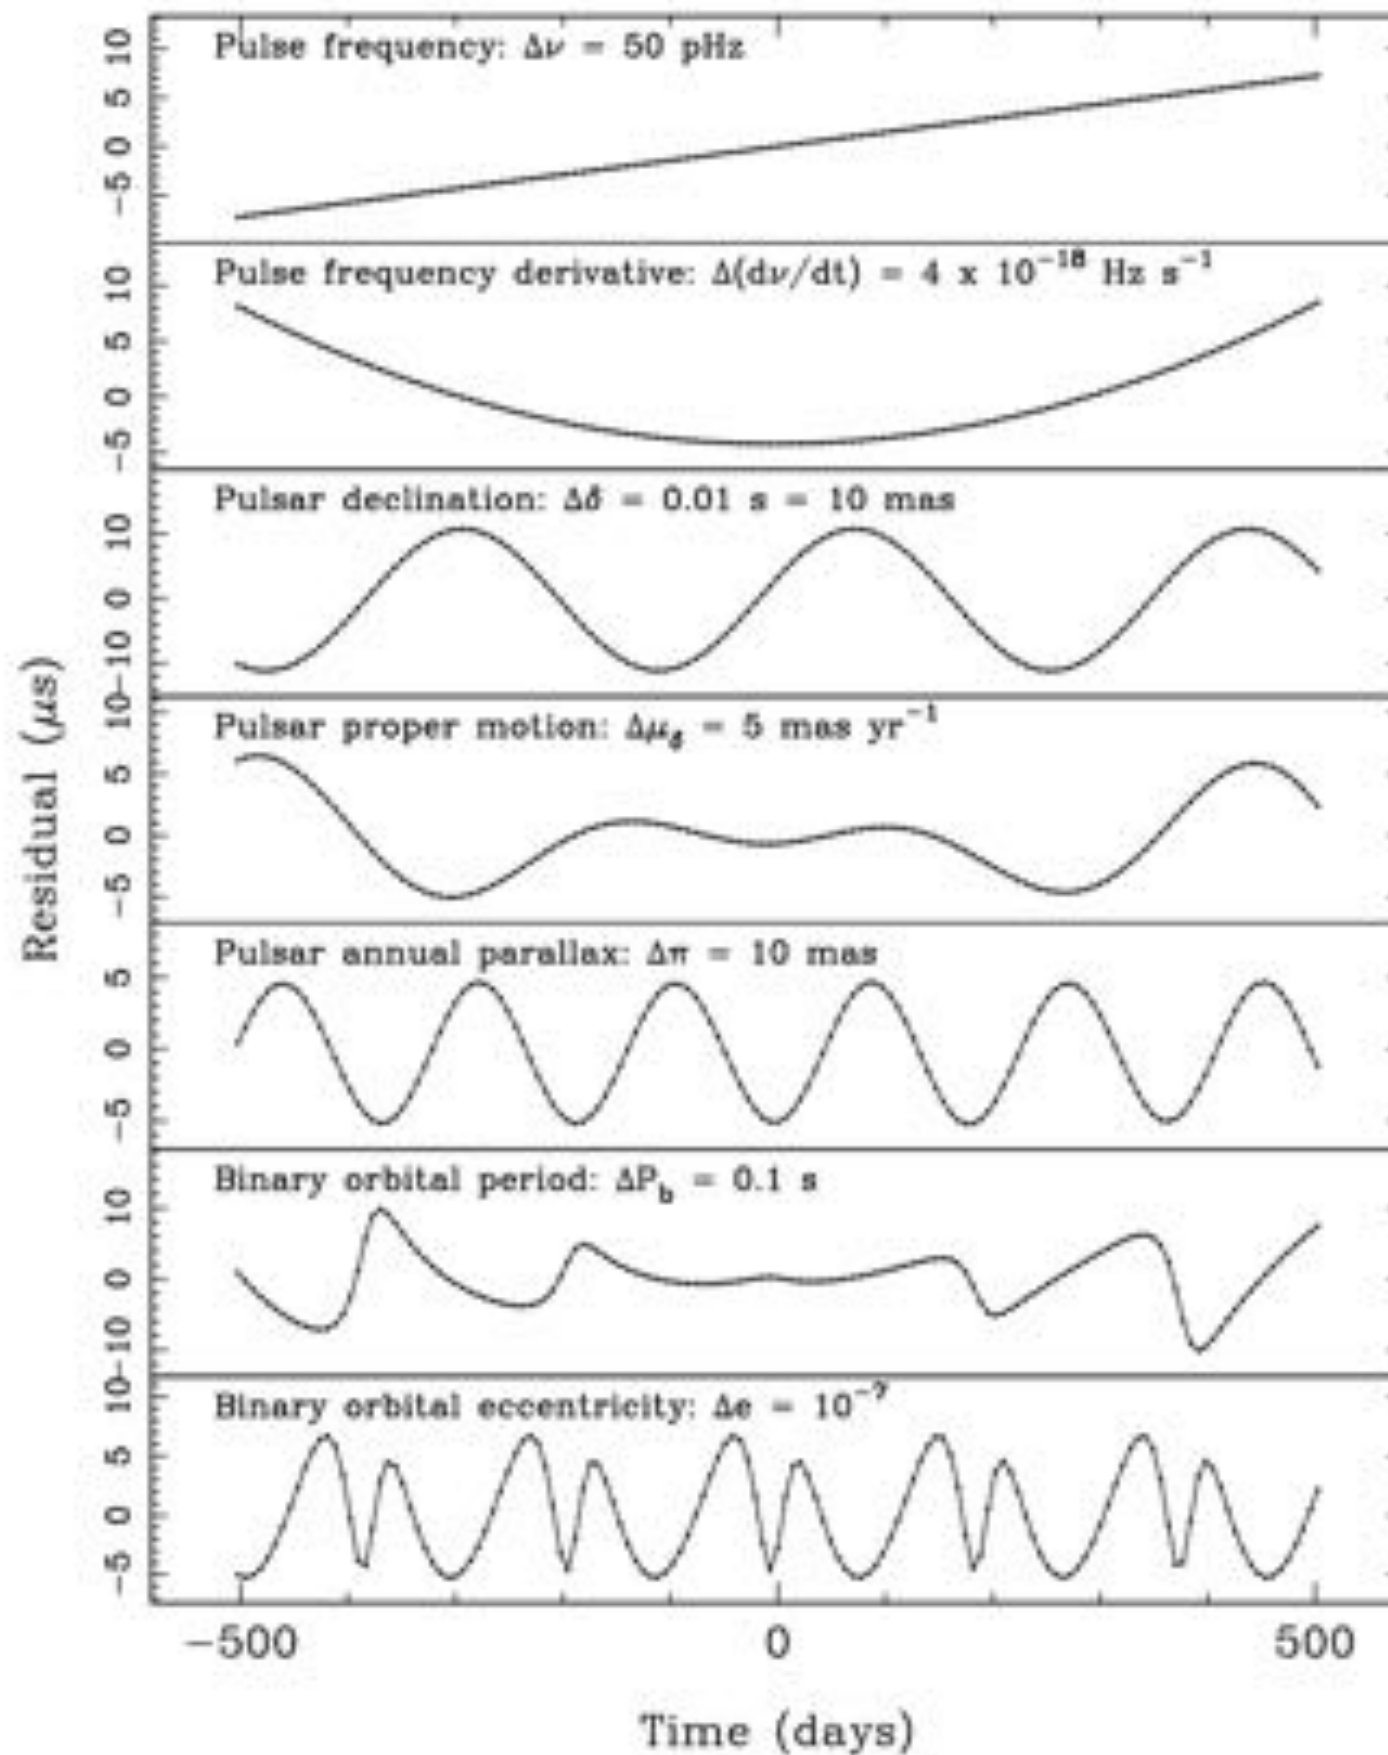 Pulse frequency: Δν = 50 pHz
10
5
0
−5
Pulse frequency derivative: Δ(dν/dt) = 4 x 10⁻¹⁸ Hz s⁻¹
10
5
0
−5
Pulsar declination: Δδ = 0.01 s = 10 mas
10
0
−10
Pulsar proper motion: Δμδ = 5 mas yr⁻¹
10
5
0
−5
Pulsar annual parallax: Δπ = 10 mas
5
0
−5
Binary orbital period: ΔP_b = 0.1 s
10
0
−10
Binary orbital eccentricity: Δe = 10⁻⁷
10
5
0
−5
Residual (μs)
−500 0 500
Time (days)